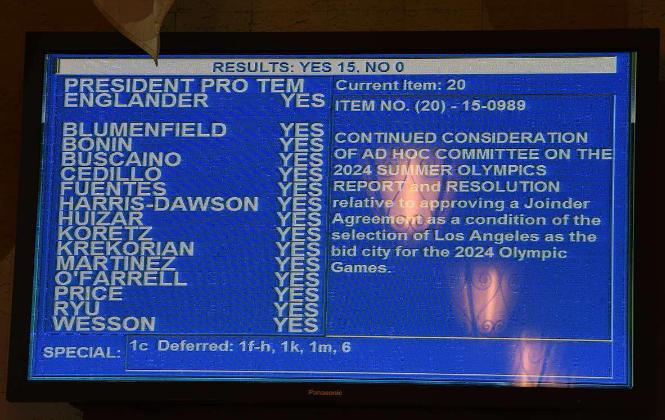 RESULTS: YES 15, NO 0
PRESIDENT PRO TEM
ENGLANDER YES
BLUMENFIELD YES
BONIN YES
BUSCAINO YES
CEDILLO YES
FUENTES YES
HARRIS-DAWSON YES
HUIZAR YES
KORETZ YES
KREKORIAN YES
MARTINEZ YES
O'FARRELL YES
PRICE YES
RYU YES
WESSON YES
Current Item: 20
ITEM NO. (20) - 15-0989
CONTINUED CONSIDERATION
OF AD HOC COMMITTEE ON THE
2024 SUMMER OLYMPICS
REPORT and RESOLUTION
relative to approving a Joinder
Agreement as a condition of the
selection of Los Angeles as the
bid city for the 2024 Olympic
Games.
SPECIAL: 1c Deferred: 1f-h, 1k, 1m, 6
Panasonic